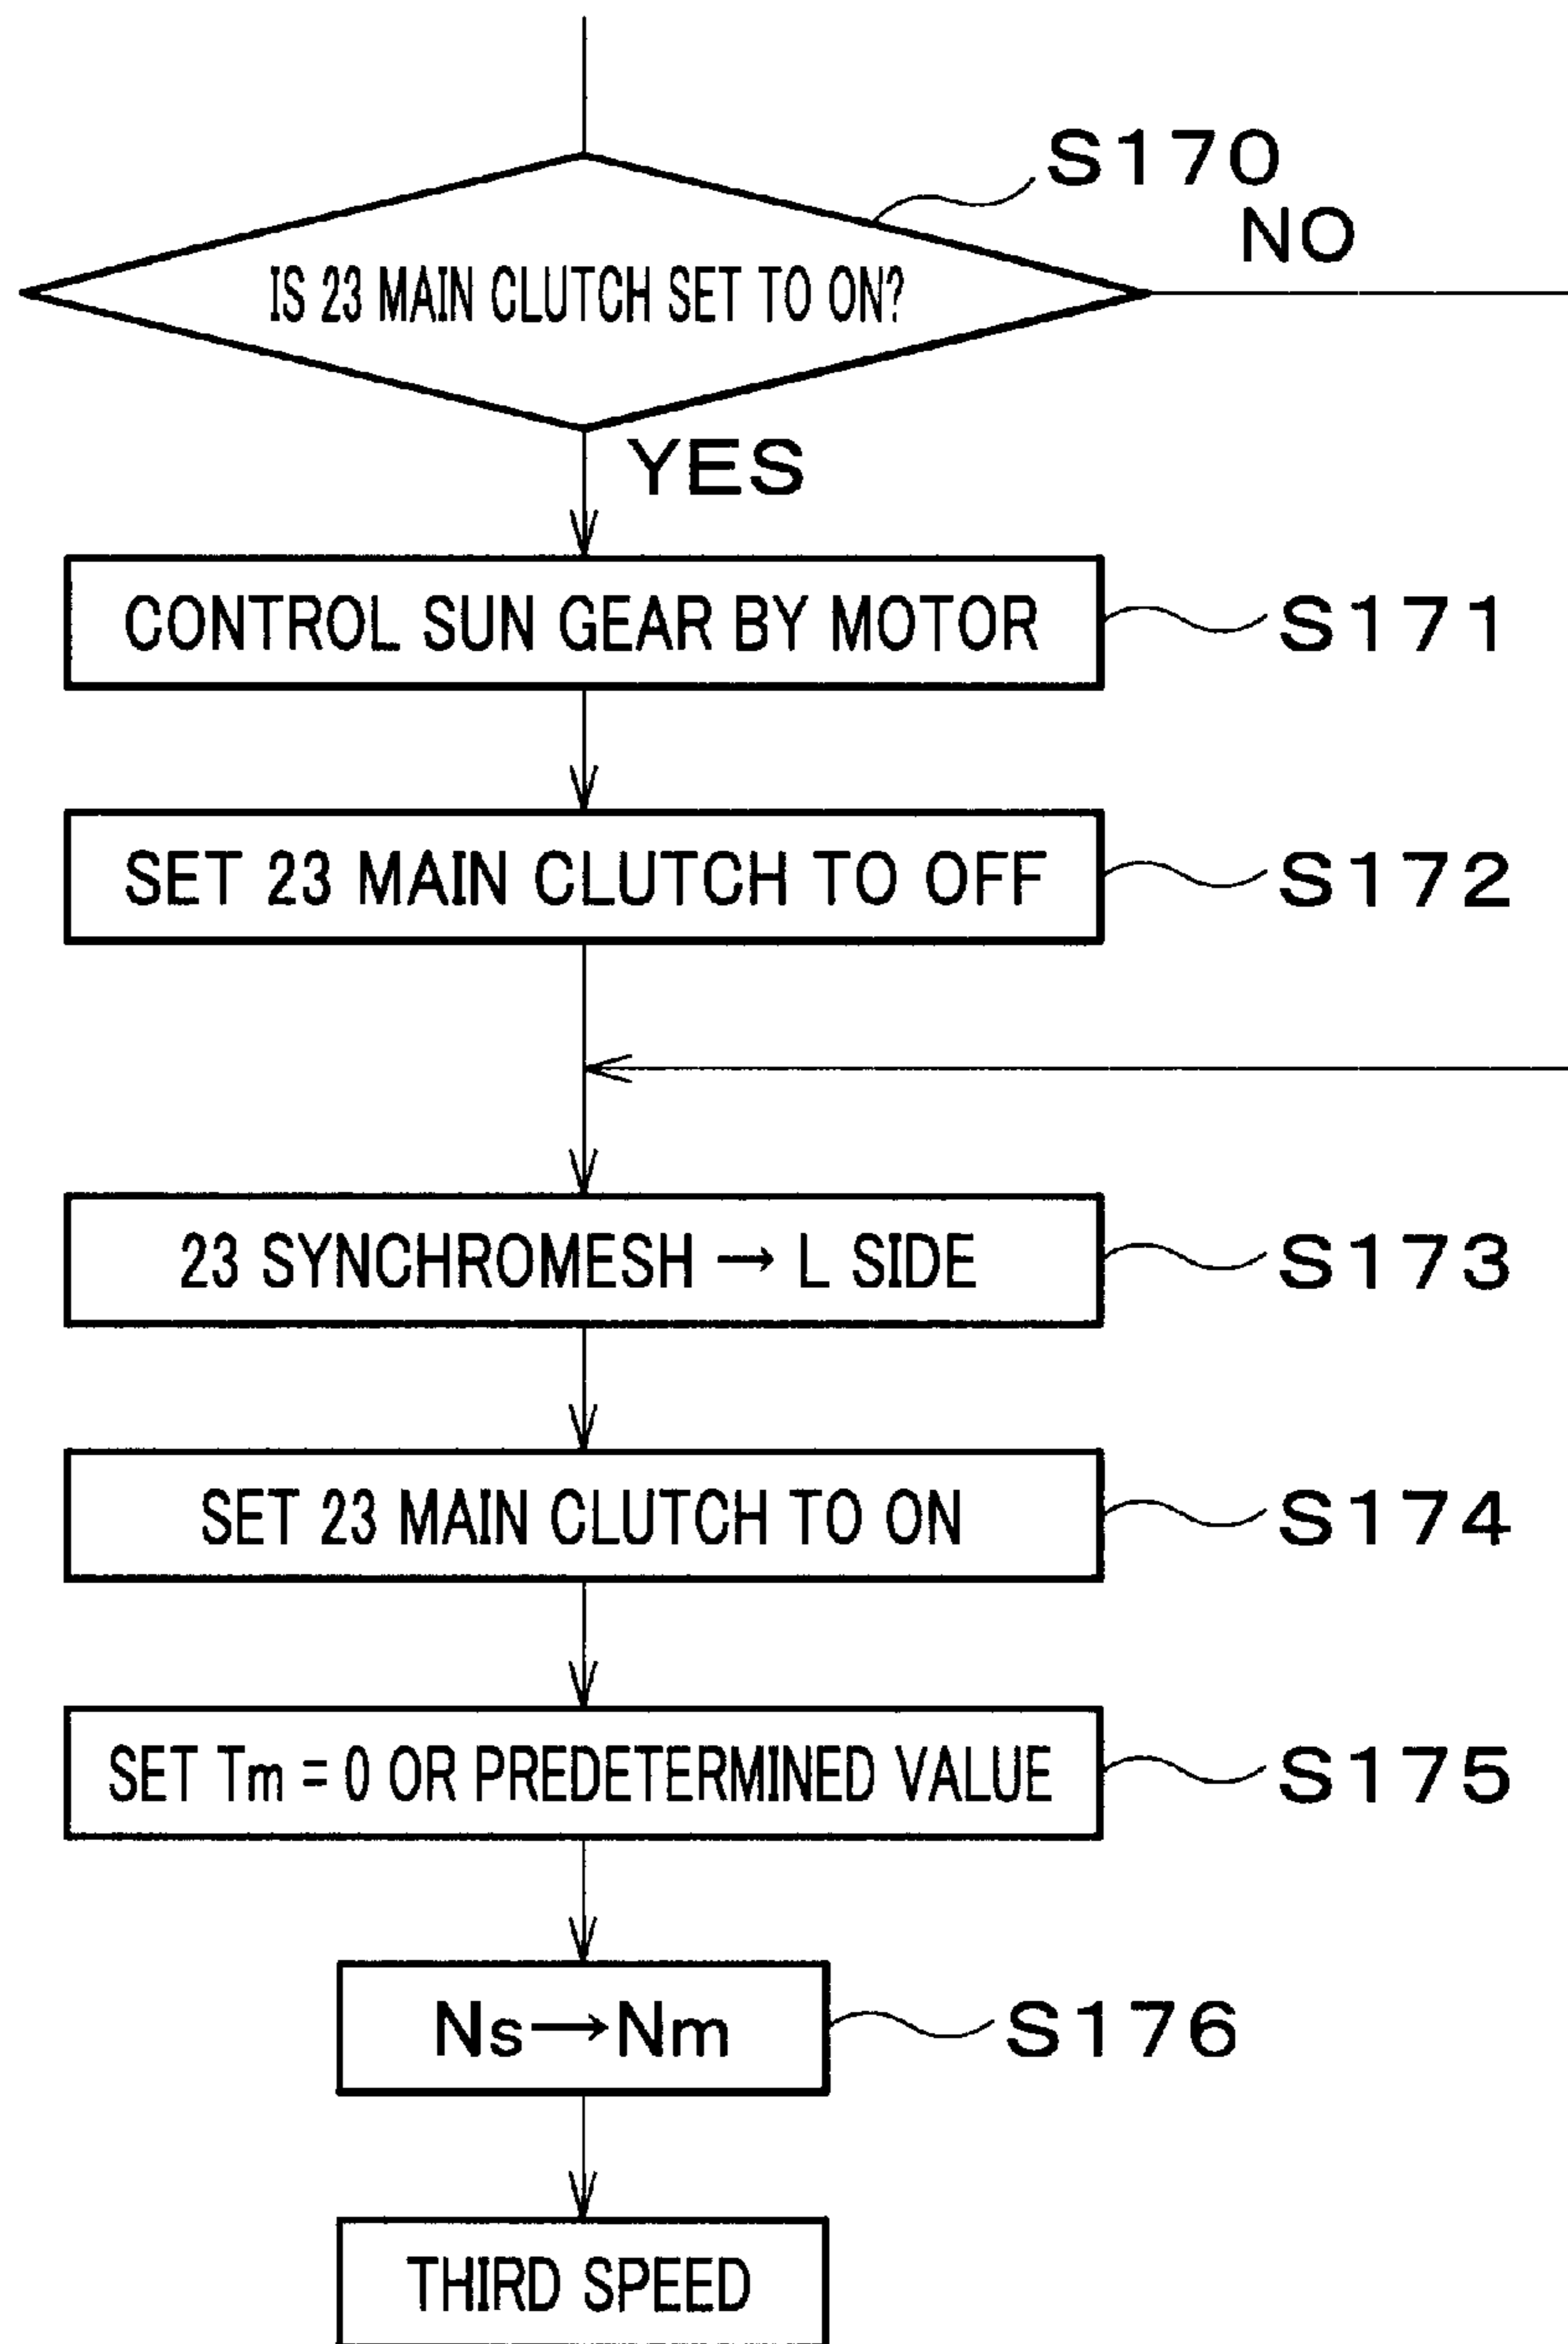 S170
NO
IS 23 MAIN CLUTCH SET TO ON?
YES
CONTROL SUN GEAR BY MOTOR
S171
SET 23 MAIN CLUTCH TO OFF
S172
23 SYNCHROMESH → L SIDE
S173
SET 23 MAIN CLUTCH TO ON
S174
SET Tm = 0 OR PREDETERMINED VALUE
S175
Ns→Nm
S176
THIRD SPEED